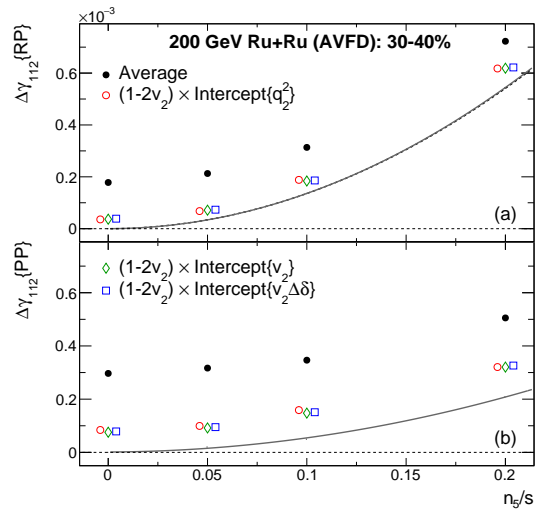 ×10⁻³
200 GeV Ru+Ru (AVFD): 30-40%
Δγ₁₁₂{RP}
Average
(1-2v₂) × Intercept{q₂²}
0.6
0.4
0.2
0
(a)
Δγ₁₁₂{PP}
(1-2v₂) × Intercept{v₂}
(1-2v₂) × Intercept{v₂Δδ}
0.6
0.4
0.2
0
(b)
0 0.05 0.1 0.15 0.2
n₅/s